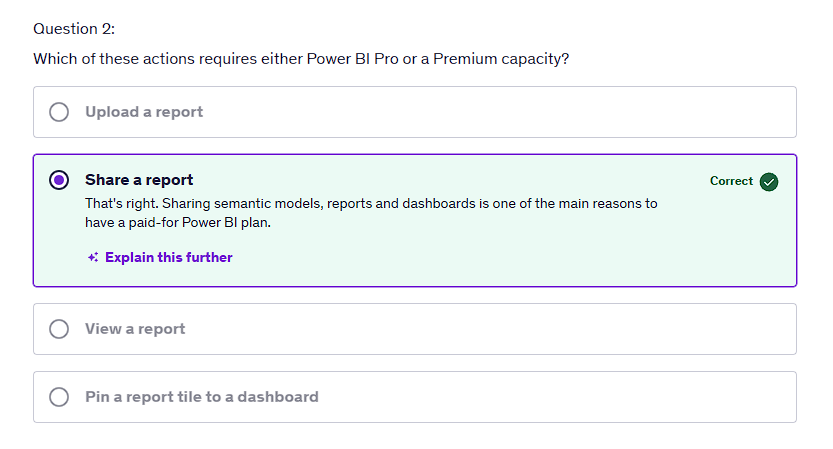 Question 2:
Which of these actions requires either Power BI Pro or a Premium capacity?
Upload a report
Share a report
Correct
That's right. Sharing semantic models, reports and dashboards is one of the main reasons to
have a paid-for Power BI plan.
Explain this further
View a report
Pin a report tile to a dashboard